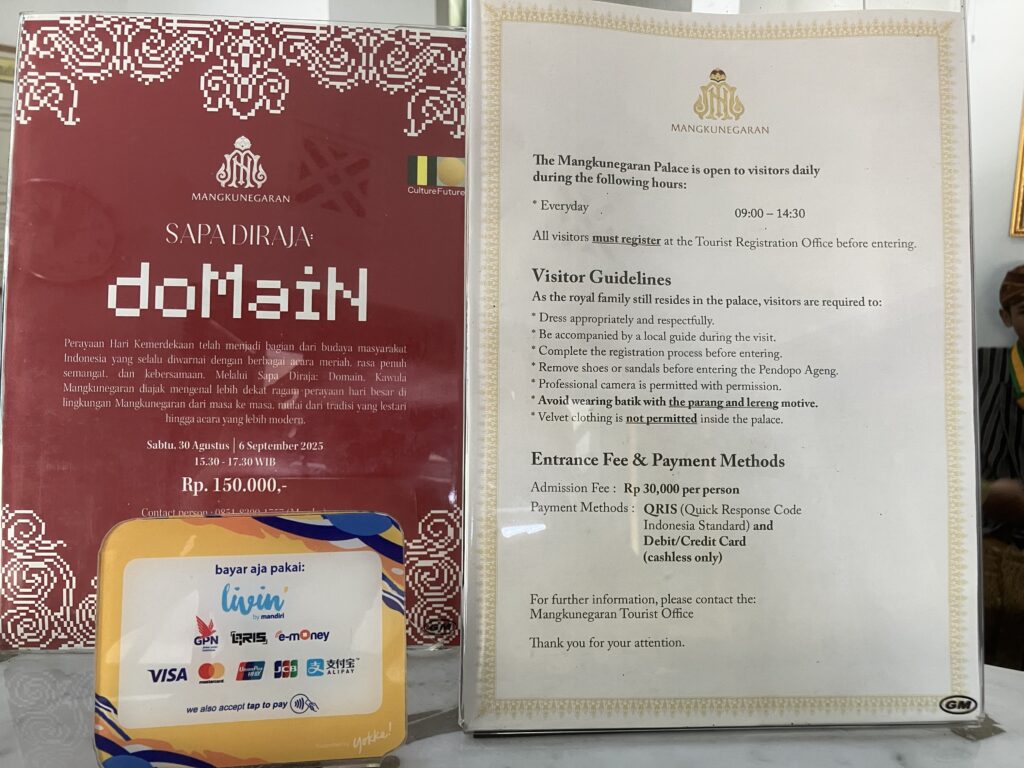 MANGKUNEGARAN
CultureFuture
SAPA DIRAJA:
doMaiN
Perayaan Hari Kemerdekaan telah menjadi bagian dari budaya masyarakat
Indonesia yang selalu diwarnai dengan berbagai acara meriah, rasa penuh
semangat, dan kebersamaan. Melalui Sapa Diraja: Domain, Kawula
Mangkunegaran diajak mengenal lebih dekat ragam perayaan hari besar di
lingkungan Mangkunegaran dari masa ke masa, mulai dari tradisi yang lestari
hingga acara yang lebih modern.
Sabtu, 30 Agustus | 6 September 2025
15.30 - 17.30 WIB
Rp. 150.000,-
Contact person :
GM
bayar aja pakai:
livin'
by mandiri
GPN QRIS e-money
VISA mastercard UnionPay 银联 JCB 支付宝 ALIPAY
we also accept tap to pay
yokke!
MANGKUNEGARAN
The Mangkunegaran Palace is open to visitors daily
during the following hours:
* Everyday 09:00 – 14:30
All visitors must register at the Tourist Registration Office before entering.
Visitor Guidelines
As the royal family still resides in the palace, visitors are required to:
* Dress appropriately and respectfully.
* Be accompanied by a local guide during the visit.
* Complete the registration process before entering.
* Remove shoes or sandals before entering the Pendopo Ageng.
* Professional camera is permitted with permission.
* Avoid wearing batik with the parang and lereng motive.
* Velvet clothing is not permitted inside the palace.
Entrance Fee & Payment Methods
Admission Fee : Rp 30,000 per person
Payment Methods : QRIS (Quick Response Code
Indonesia Standard) and
Debit/Credit Card
(cashless only)
For further information, please contact the:
Mangkunegaran Tourist Office
Thank you for your attention.
GM